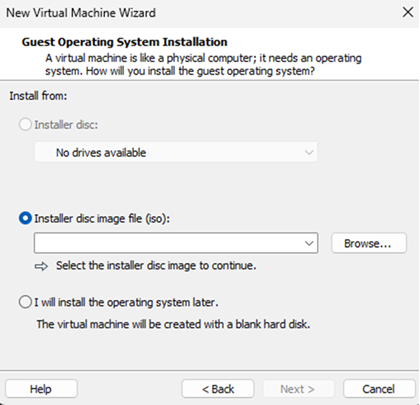 New Virtual Machine Wizard
Guest Operating System Installation
A virtual machine is like a physical computer; it needs an operating
system. How will you install the guest operating system?
Install from:
Installer disc:
No drives available
Installer disc image file (iso):
Browse...
Select the installer disc image to continue.
I will install the operating system later.
The virtual machine will be created with a blank hard disk.
Help
< Back
Next >
Cancel